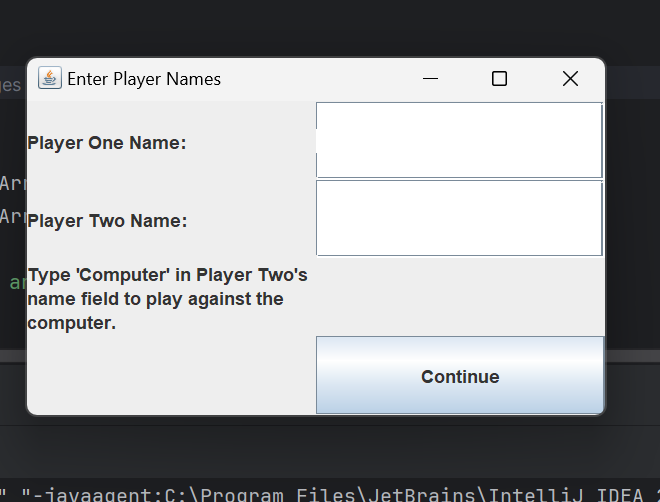 Enter Player Names
ges
Player One Name:
Arr
Player Two Name:
Arr
Type 'Computer' in Player Two's
name field to play against the
computer.
ar
Continue
" "-javaagent:C:\Program Files\JetBrains\IntelliJ IDEA 2